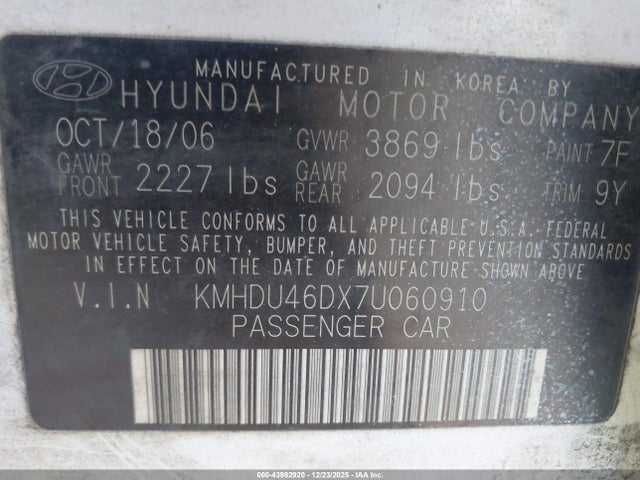 MANUFACTURED IN KOREA BY
HYUNDAI MOTOR COMPANY
OCT/18/06 GVWR 3869 lbs PAINT 7F
GAWR FRONT 2227 lbs GAWR REAR 2094 lbs TRIM 9Y
THIS VEHICLE CONFORMS TO ALL APPLICABLE U.S.A. FEDERAL
MOTOR VEHICLE SAFETY, BUMPER, AND THEFT PREVENTION STANDARDS
IN EFFECT ON THE DATE OF MANUFACTURE SHOWN ABOVE.
V.I.N KMHDU46DX7U060910
PASSENGER CAR
000-43982920 12/23/2025 - COPYRIGHT IAA, INC.